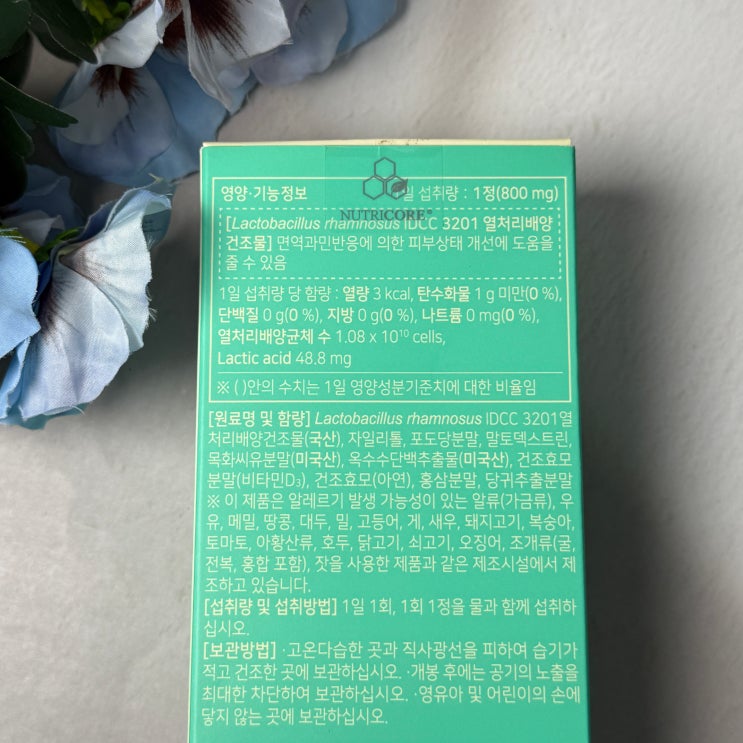 영양·기능정보 1일 섭취량 : 1정(800 mg)
NUTRICORE®
[Lactobacillus rhamnosus IDCC 3201 열처리배양
건조물] 면역과민반응에 의한 피부상태 개선에 도움을
줄 수 있음
1일 섭취량 당 함량 : 열량 3 kcal, 탄수화물 1 g 미만(0 %),
단백질 0 g(0 %), 지방 0 g(0 %), 나트륨 0 mg(0 %),
열처리배양균체 수 1.08 x 10¹⁰ cells,
Lactic acid 48.8 mg
※ ( )안의 수치는 1일 영양성분기준치에 대한 비율임
[원료명 및 함량] Lactobacillus rhamnosus IDCC 3201열
처리배양건조물(국산), 자일리톨, 포도당분말, 말토덱스트린,
목화씨유분말(미국산), 옥수수단백추출물(미국산), 건조효모
분말(비타민D₃), 건조효모(아연), 홍삼분말, 당귀추출분말
※ 이 제품은 알레르기 발생 가능성이 있는 알류(가금류), 우
유, 메밀, 땅콩, 대두, 밀, 고등어, 게, 새우, 돼지고기, 복숭아,
토마토, 아황산류, 호두, 닭고기, 쇠고기, 오징어, 조개류(굴,
전복, 홍합 포함), 잣을 사용한 제품과 같은 제조시설에서 제
조하고 있습니다.
[섭취량 및 섭취방법] 1일 1회, 1회 1정을 물과 함께 섭취하
십시오.
[보관방법] ·고온다습한 곳과 직사광선을 피하여 습기가
적고 건조한 곳에 보관하십시오. ·개봉 후에는 공기의 노출을
최대한 차단하여 보관하십시오. ·영유아 및 어린이의 손에
닿지 않는 곳에 보관하십시오.